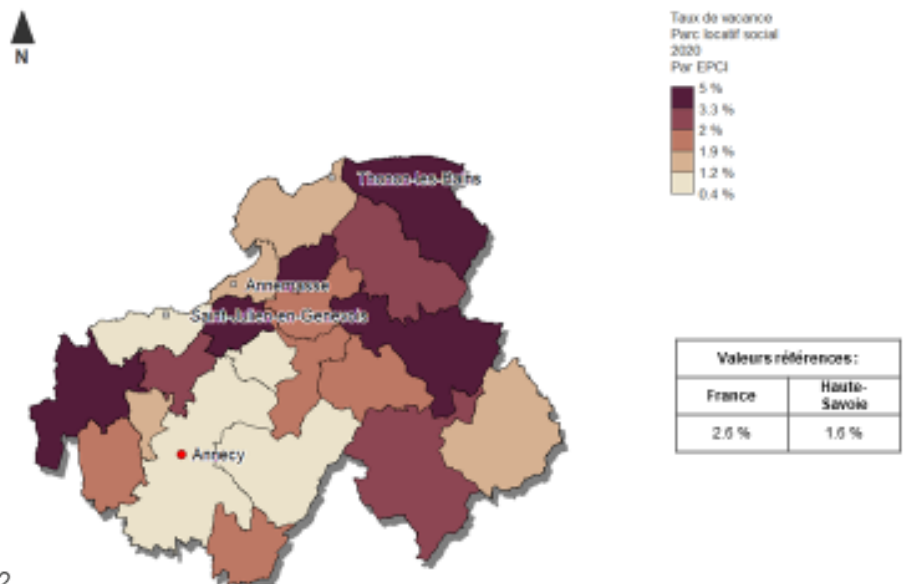 N
Taux de vacance
Parc locatif social
2020
Par EPCI
5 %
3.3 %
2 %
1.9 %
1.2 %
0.4 %
Thonon-les-Bains
Annemasse
Saint-Julien-en-Genevois
Annecy
Valeurs références :
France
Haute-
Savoie
2.6 %
1.6 %
2